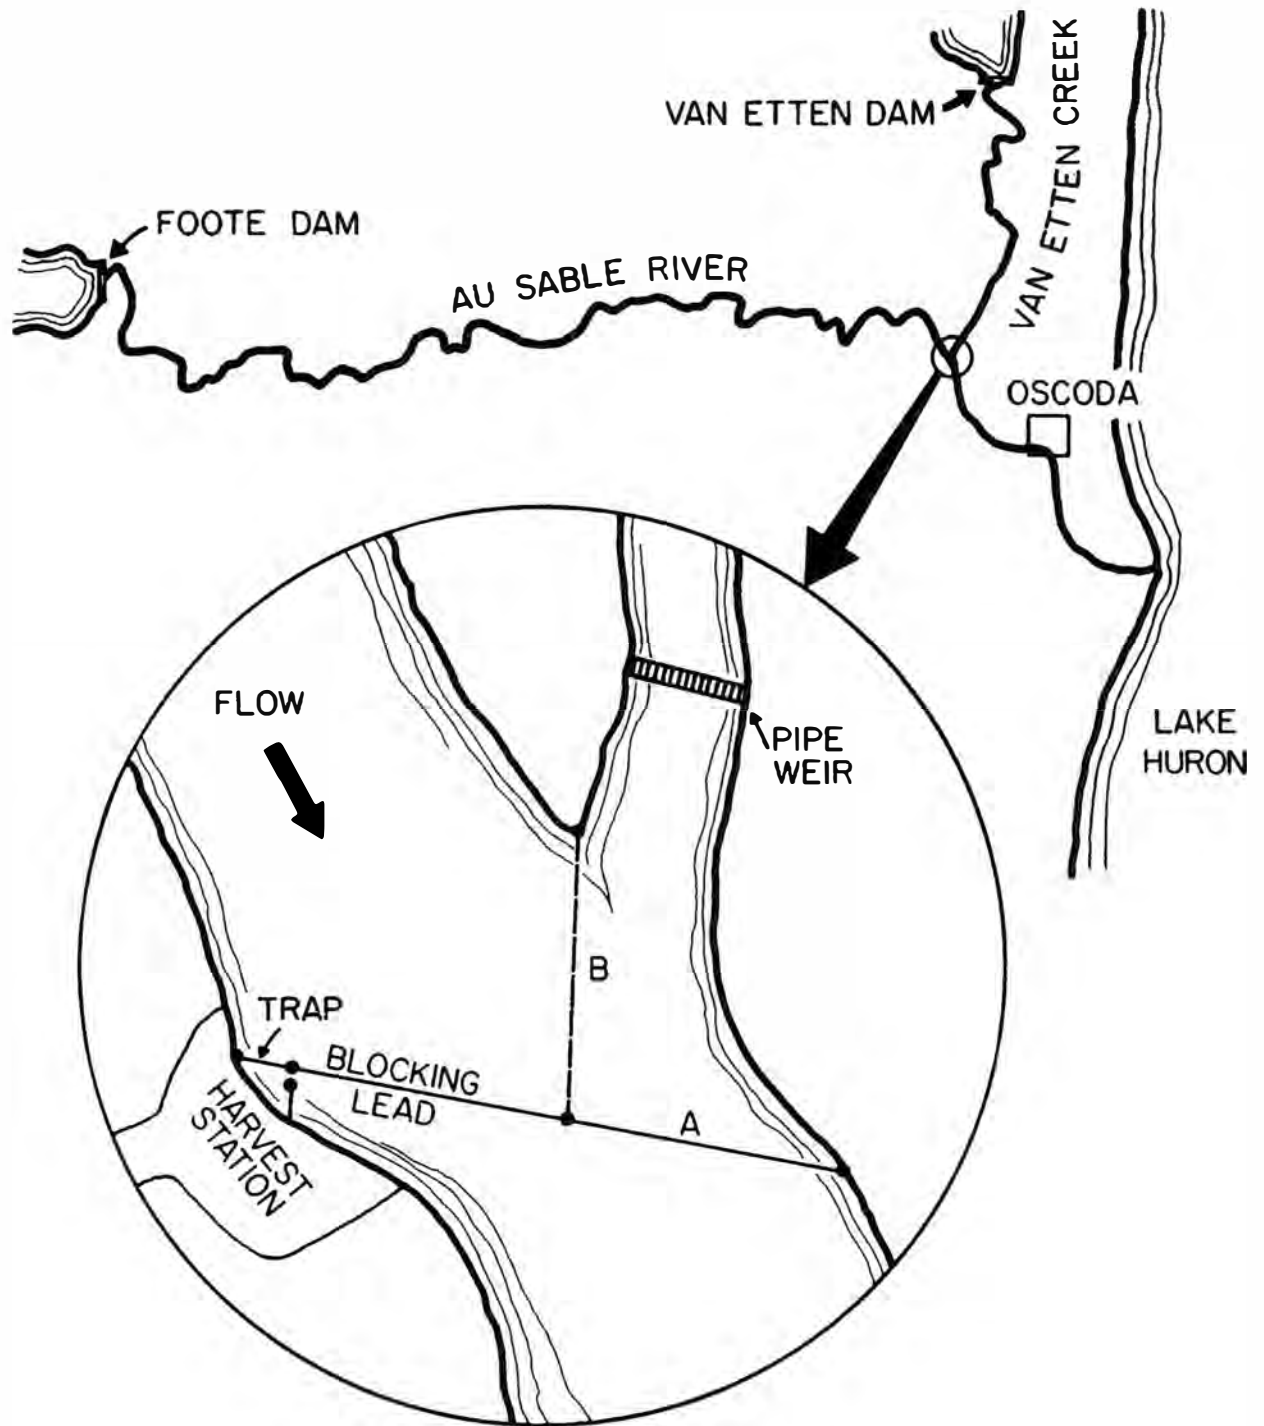 VAN ETTEN DAM
VAN ETTEN CREEK
FOOTE DAM
AU SABLE RIVER
OSCODA
FLOW
PIPE
WEIR
LAKE
HURON
B
TRAP
BLOCKING
LEAD
A
HARVEST
STATION